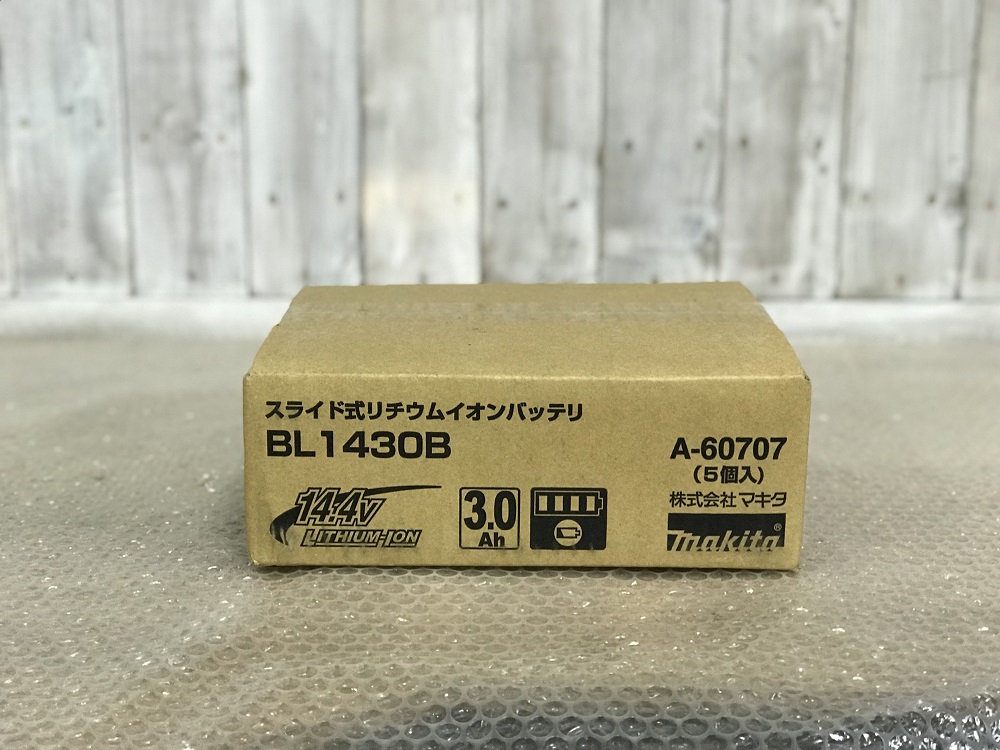 スライド式リチウムイオンバッテリ
BL1430B
14.4V
LITHIUM-ION
3.0
Ah
A-60707
(5個入)
株式会社マキタ
makita®